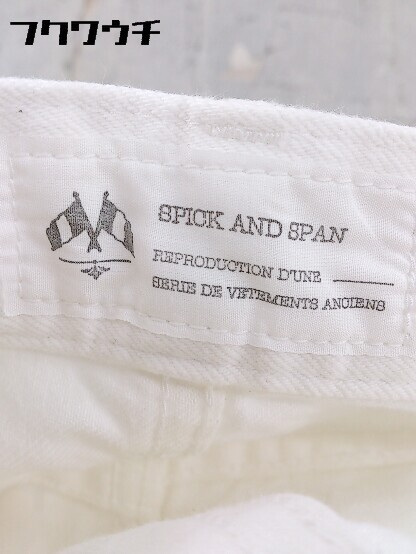 フクワウチ
SPICK AND SPAN
REPRODUCTION D'UNE
SERIE DE VETEMENTS ANCIENS